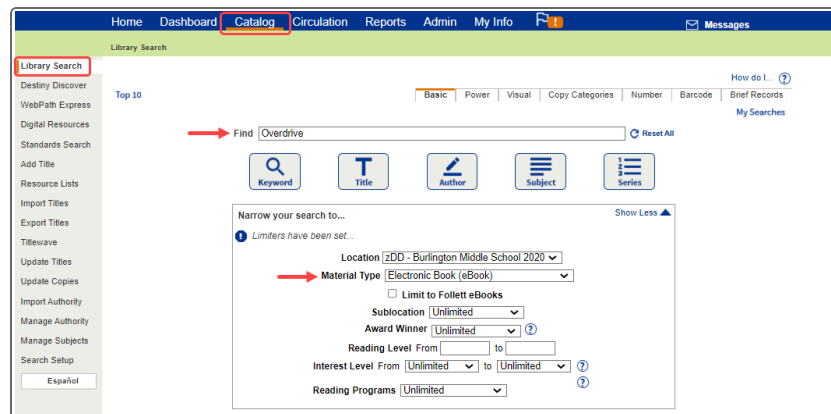 Home Dashboard Catalog Circulation Reports Admin My Info ! Messages
Library Search
Library Search
Destiny Discover
WebPath Express
Digital Resources
Standards Search
Add Title
Resource Lists
Import Titles
Export Titles
Titlewave
Update Titles
Update Copies
Import Authority
Manage Authority
Manage Subjects
Search Setup
Español
How do I... ?
Top 10 Basic Power Visual Copy Categories Number Barcode Brief Records
My Searches
Find Overdrive Reset All
Keyword Title Author Subject 1 2 3 Series
Narrow your search to... Show Less
! Limiters have been set...
Location zDD - Burlington Middle School 2020
Material Type Electronic Book (eBook)
Limit to Follett eBooks
Sublocation Unlimited
Award Winner Unlimited ?
Reading Level From to
Interest Level From Unlimited to Unlimited ?
Reading Programs Unlimited ?